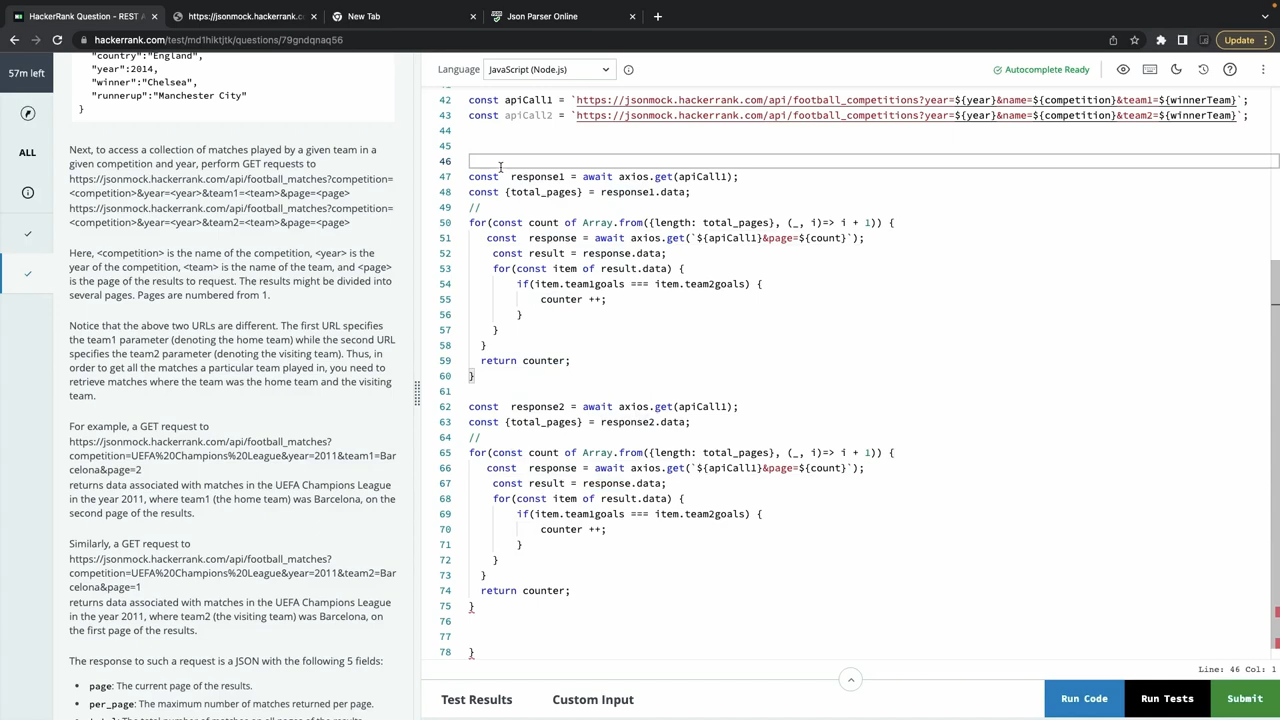 HackerRank Question - REST A
https://jsonmock.hackerrank.com
New Tab
Json Parser Online
hackerrank.com/test/md1hiktjtk/questions/79gndqnaq56
Update
57m left
ALL
"country":"England",
"year":2014,
"winner":"Chelsea",
"runnerup":"Manchester City"
}
Next, to access a collection of matches played by a given team in a
given competition and year, perform GET requests to
https://jsonmock.hackerrank.com/api/football_matches?competition=
<competition>&year=<year>&team1=<team>&page=<page>
https://jsonmock.hackerrank.com/api/football_matches?competition=
<competition>&year=<year>&team2=<team>&page=<page>
Here, <competition> is the name of the competition, <year> is the
year of the competition, <team> is the name of the team, and <page>
is the page of the results to request. The results might be divided into
several pages. Pages are numbered from 1.
Notice that the above two URLs are different. The first URL specifies
the team1 parameter (denoting the home team) while the second URL
specifies the team2 parameter (denoting the visiting team). Thus, in
order to get all the matches a particular team played in, you need to
retrieve matches where the team was the home team and the visiting
team.
For example, a GET request to
https://jsonmock.hackerrank.com/api/football_matches?
competition=UEFA%20Champions%20League&year=2011&team1=Bar
celona&page=2
returns data associated with matches in the UEFA Champions League
in the year 2011, where team1 (the home team) was Barcelona, on the
second page of the results.
Similarly, a GET request to
https://jsonmock.hackerrank.com/api/football_matches?
competition=UEFA%20Champions%20League&year=2011&team2=Bar
celona&page=1
returns data associated with matches in the UEFA Champions League
in the year 2011, where team2 (the visiting team) was Barcelona, on
the first page of the results.
The response to such a request is a JSON with the following 5 fields:
• page: The current page of the results.
• per_page: The maximum number of matches returned per page.
Language
JavaScript (Node.js)
Autocomplete Ready
42 const apiCall1 = `https://jsonmock.hackerrank.com/api/football_competitions?year=${year}&name=${competition}&team1=${winnerTeam}`;
43 const apiCall2 = `https://jsonmock.hackerrank.com/api/football_competitions?year=${year}&name=${competition}&team2=${winnerTeam}`;
44
45
46
47 const response1 = await axios.get(apiCall1);
48 const {total_pages} = response1.data;
49 //
50 for(const count of Array.from({length: total_pages}, (_, i)=> i + 1)) {
51 const response = await axios.get(`${apiCall1}&page=${count}`);
52 const result = response.data;
53 for(const item of result.data) {
54 if(item.team1goals === item.team2goals) {
55 counter ++;
56 }
57 }
58 }
59 return counter;
60 }
61
62 const response2 = await axios.get(apiCall1);
63 const {total_pages} = response2.data;
64 //
65 for(const count of Array.from({length: total_pages}, (_, i)=> i + 1)) {
66 const response = await axios.get(`${apiCall1}&page=${count}`);
67 const result = response.data;
68 for(const item of result.data) {
69 if(item.team1goals === item.team2goals) {
70 counter ++;
71 }
72 }
73 }
74 return counter;
75 }
76
77
78 }
Line: 46 Col: 1
Test Results
Custom Input
Run Code
Run Tests
Submit